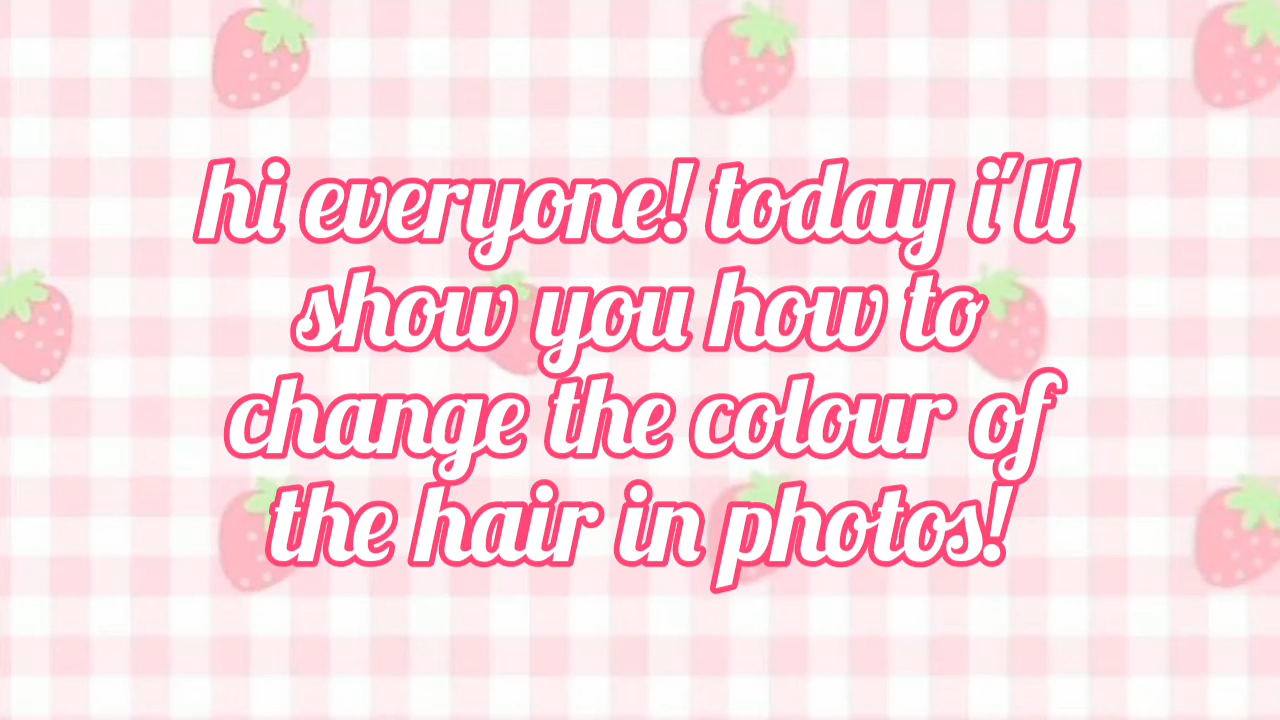 hi everyone! today i'll
show you how to
change the colour of
the hair in photos!